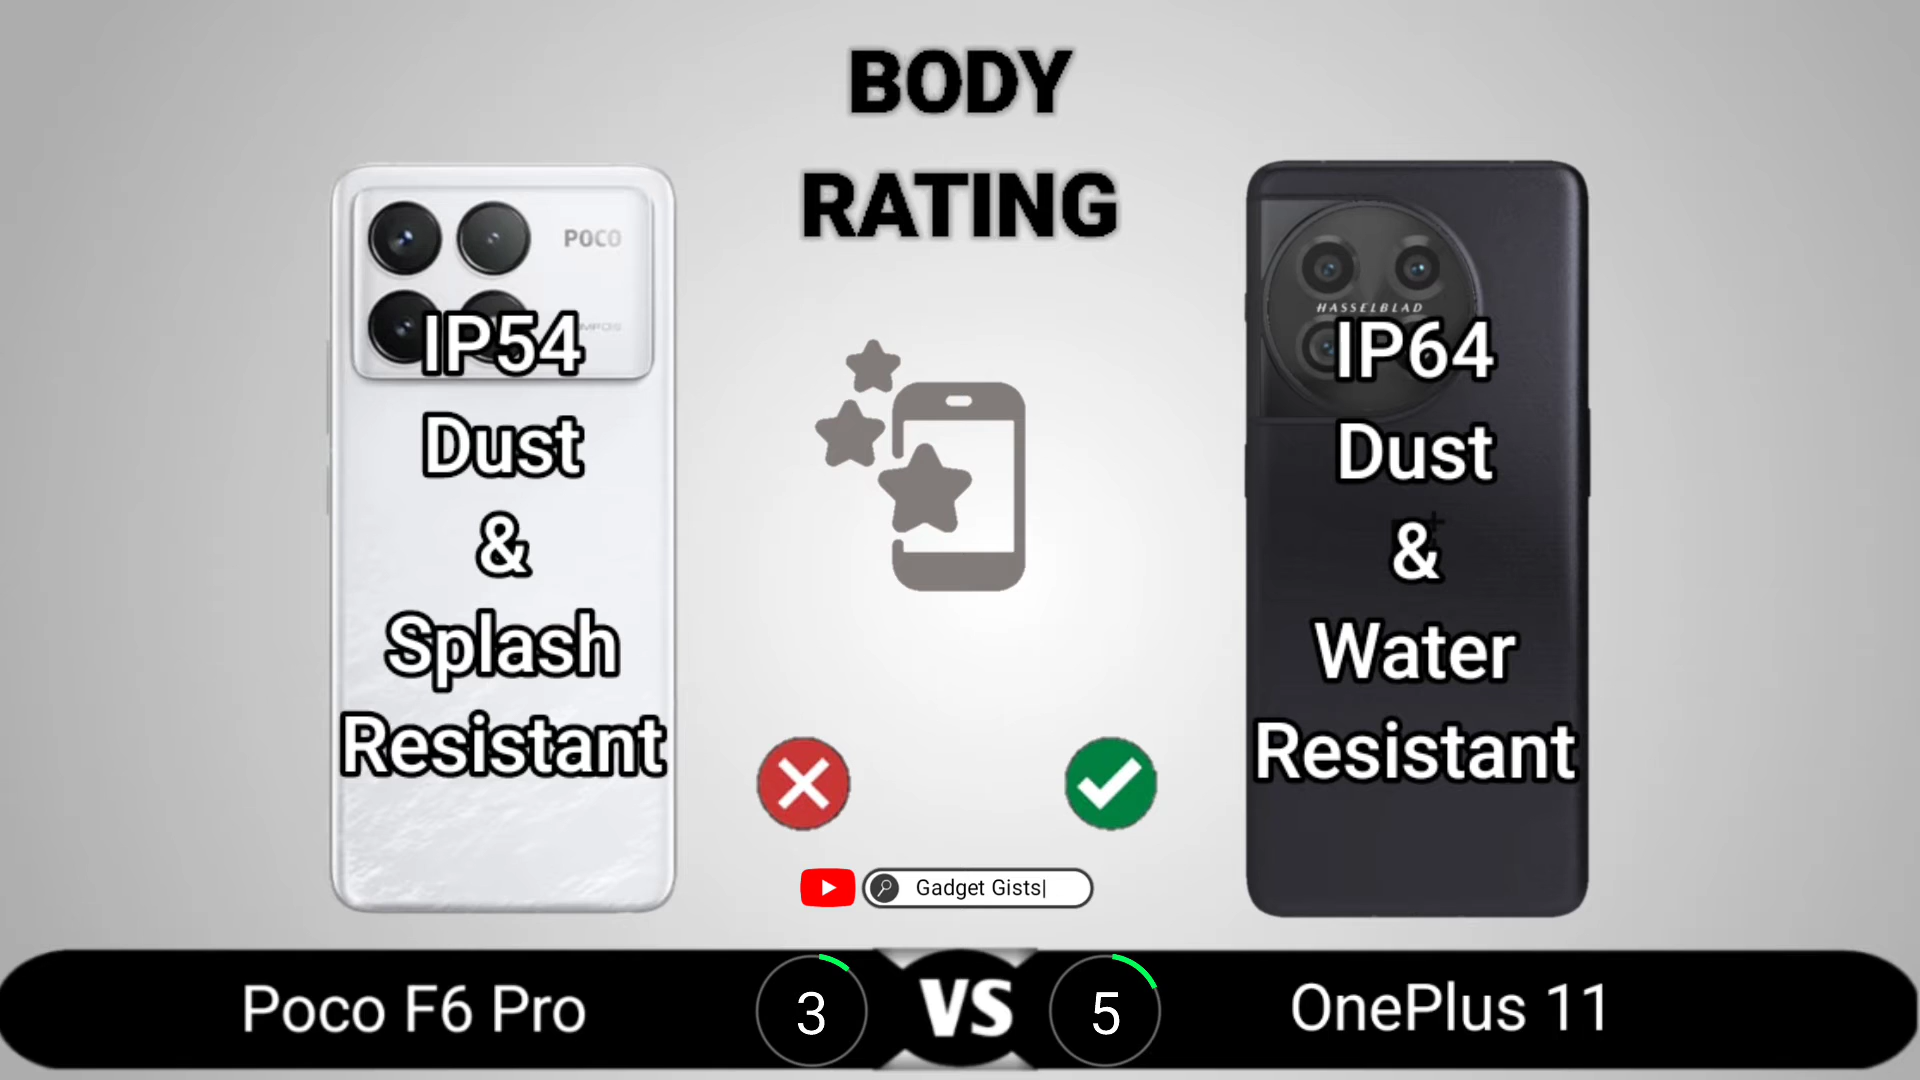 BODY
RATING
POCO
IP54
Dust
&
Splash
Resistant
HASSELBLAD
IP64
Dust
&
Water
Resistant
Gadget Gists
Poco F6 Pro
3
VS
5
OnePlus 11